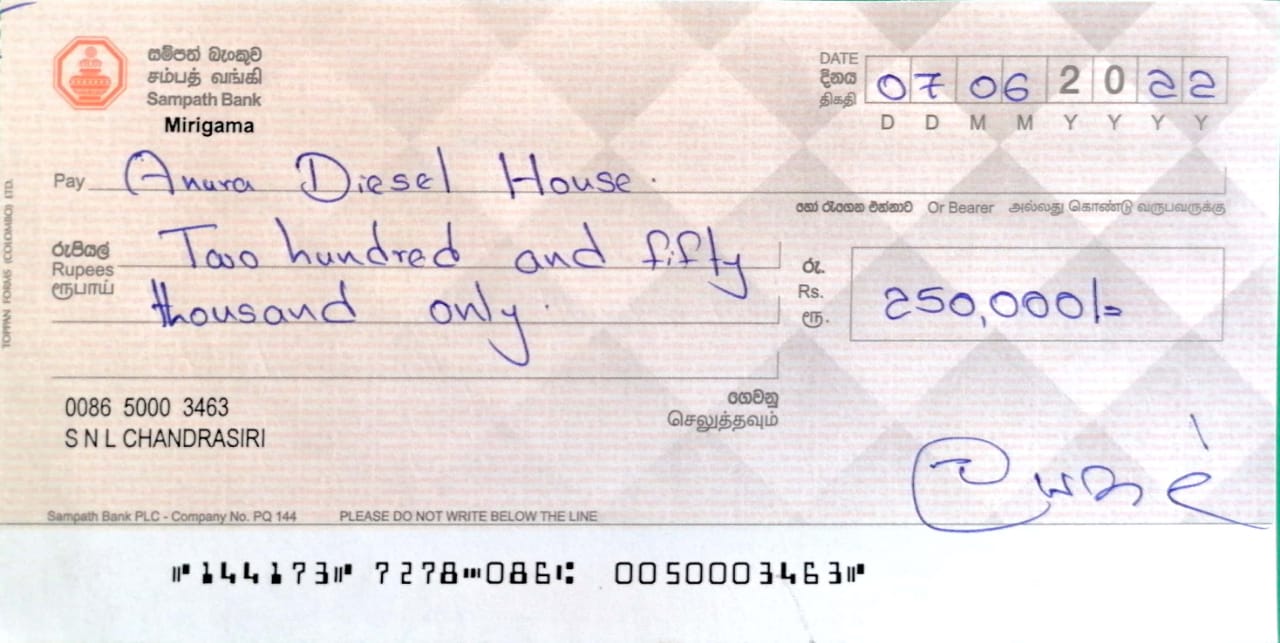 සම්පත් බැංකුව
சம்பத் வங்கி
Sampath Bank
Mirigama
DATE
දිනය
திகதி
07 06 2022
D D M M Y Y Y Y
Pay Anura Diesel House.
හෝ රැගෙන එන්නාට Or Bearer அல்லது கொண்டு வருபவருக்கு
රුපියල්
Rupees
ரூபாய்
Two hundred and fifty
thousand only.
රු.
Rs.
ரூ.
250,000/=
ගෙවනු
செலுத்தவும்
0086 5000 3463
S N L CHANDRASIRI
Sampath Bank PLC - Company No. PQ 144 PLEASE DO NOT WRITE BELOW THE LINE
⑈144173⑈ 7278⑉086⑆ 0050003463⑈
TOPPAN FORMS (COLOMBO) LTD.